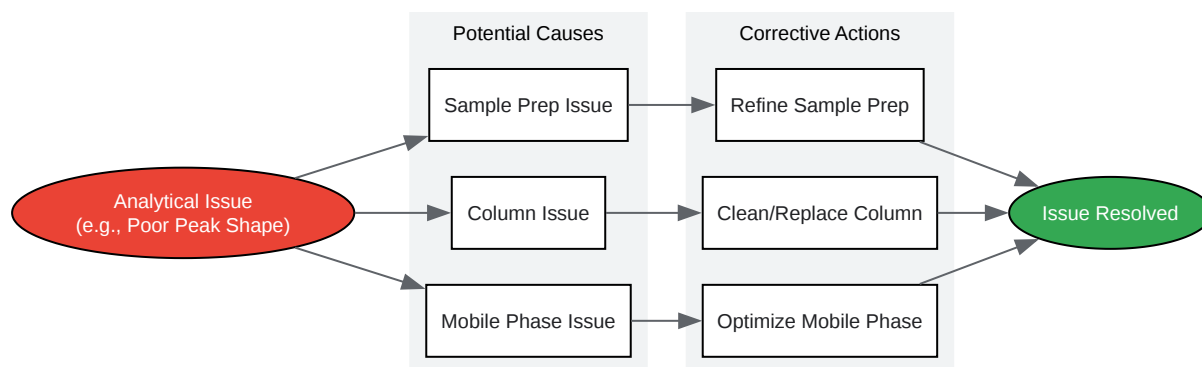 Potential Causes
Corrective Actions
Sample Prep Issue
Refine Sample Prep
Analytical Issue
(e.g., Poor Peak Shape)
Column Issue
Clean/Replace Column
Issue Resolved
Mobile Phase Issue
Optimize Mobile Phase